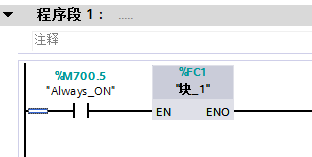 程序段 1： .....
注释
%M700.5
"Always_ON"
%FC1
"块_1"
EN ENO